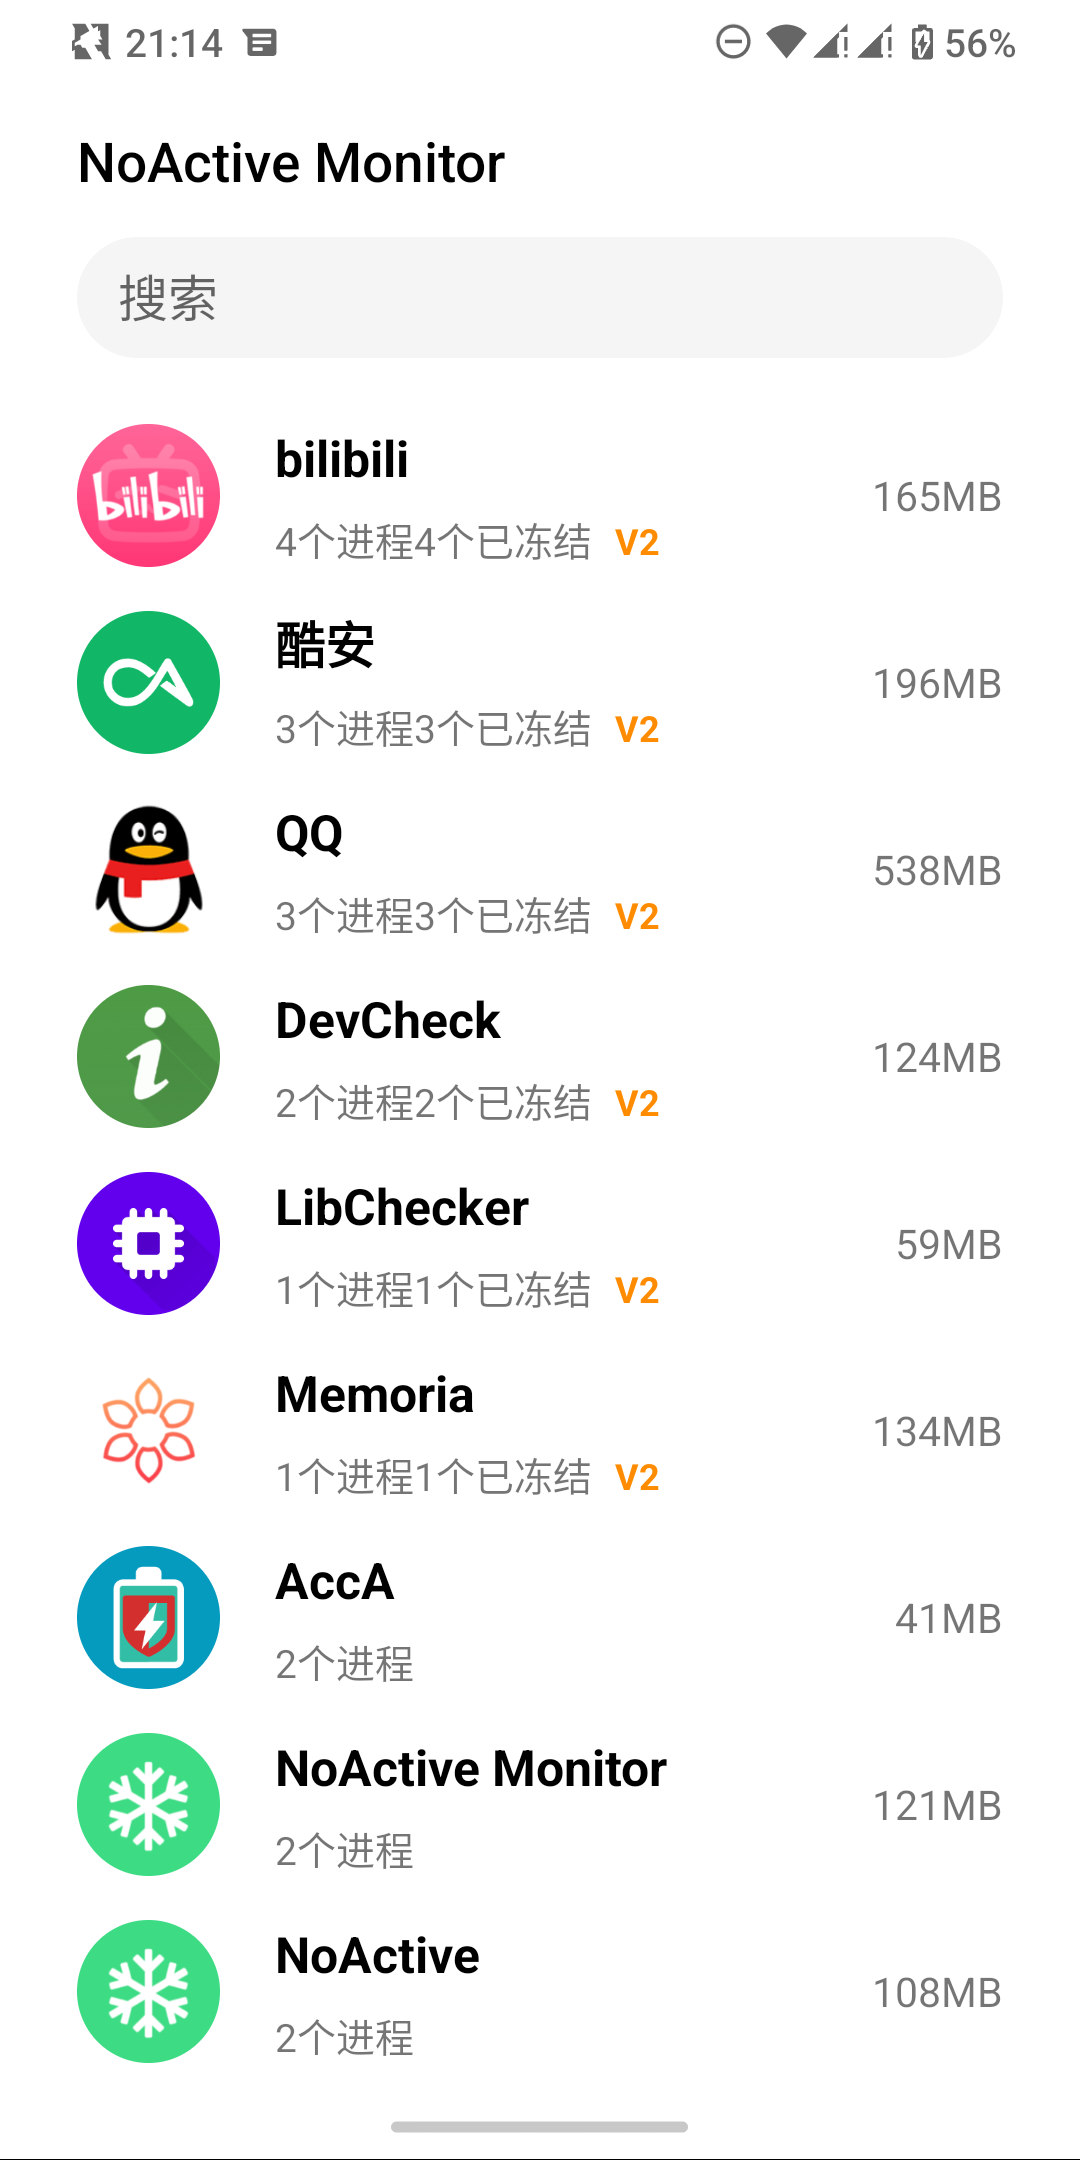 21:14
56%
NoActive Monitor
搜索
bilibili
bilibili
165MB
4个进程4个已冻结 V2
酷安
196MB
3个进程3个已冻结 V2
QQ
538MB
3个进程3个已冻结 V2
DevCheck
124MB
2个进程2个已冻结 V2
LibChecker
59MB
1个进程1个已冻结 V2
Memoria
134MB
1个进程1个已冻结 V2
AccA
41MB
2个进程
NoActive Monitor
121MB
2个进程
NoActive
108MB
2个进程